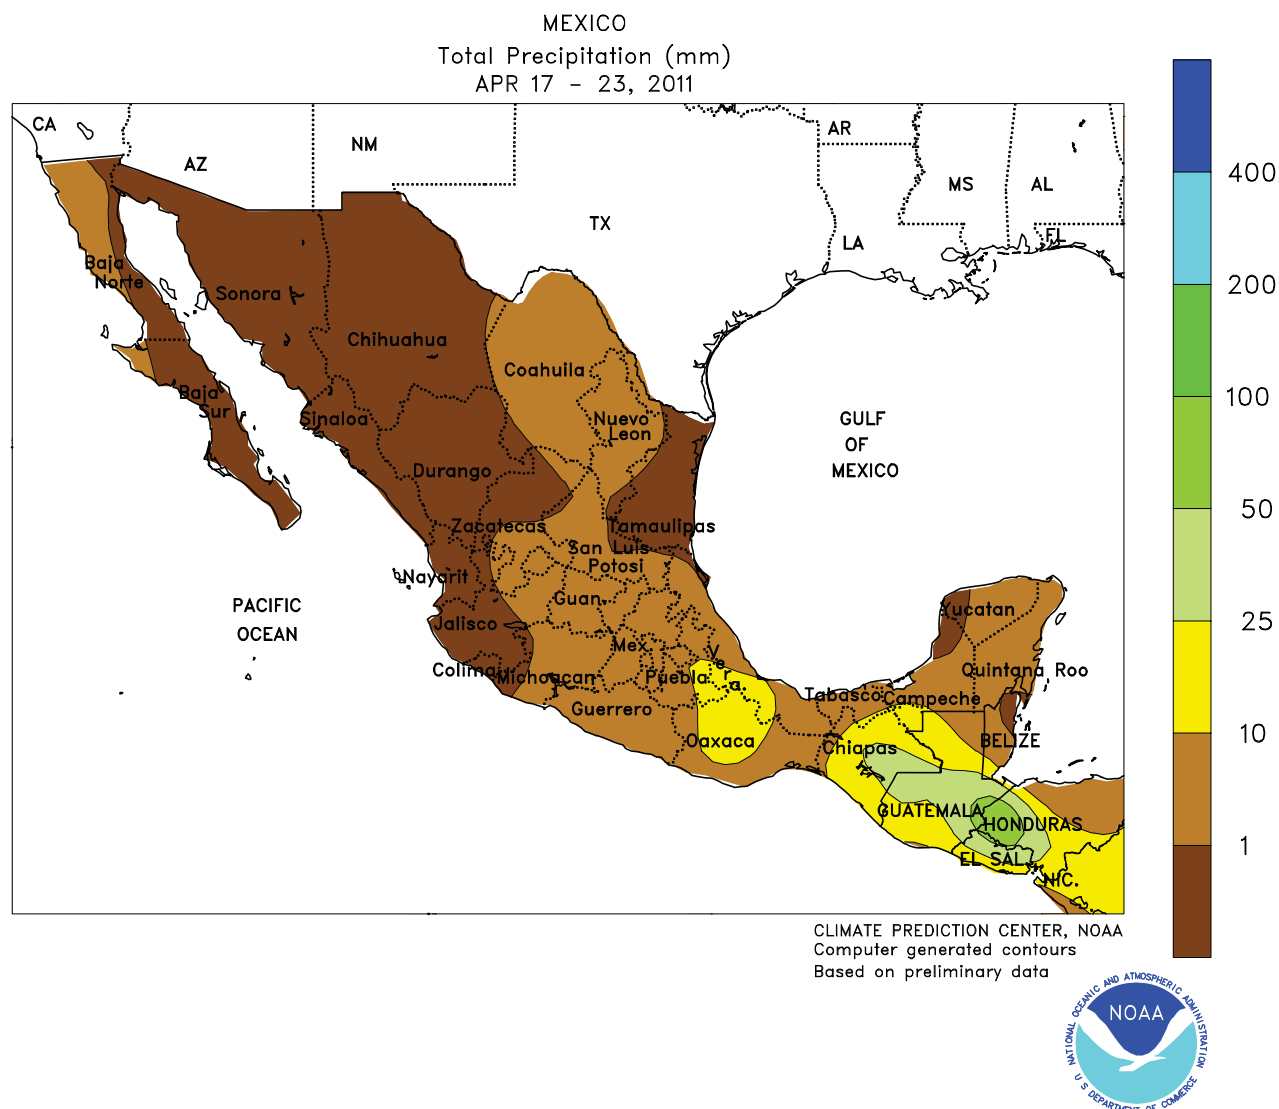 MEXICO
Total Precipitation (mm)
APR 17 - 23, 2011
CA
AZ
NM
TX
AR
LA
MS
AL
FL
Baja
Norte
Sonora
Chihuahua
Coahuila
Baja
Sur
Sinaloa
Nuevo
Leon
Durango
Zacatecas
Tamaulipas
San Luis
Potosi
Nayarit
Guan.
Jalisco
Mex.
Colima
Michoacan
Puebla
Vera.
Guerrero
Oaxaca
Tabasco
Campeche
Chiapas
Yucatan
Quintana Roo
BELIZE
GUATEMALA
HONDURAS
EL SAL.
NIC.
GULF
OF
MEXICO
PACIFIC
OCEAN
400
200
100
50
25
10
1
CLIMATE PREDICTION CENTER, NOAA
Computer generated contours
Based on preliminary data
NATIONAL OCEANIC AND ATMOSPHERIC ADMINISTRATION
NOAA
U S DEPARTMENT OF COMMERCE